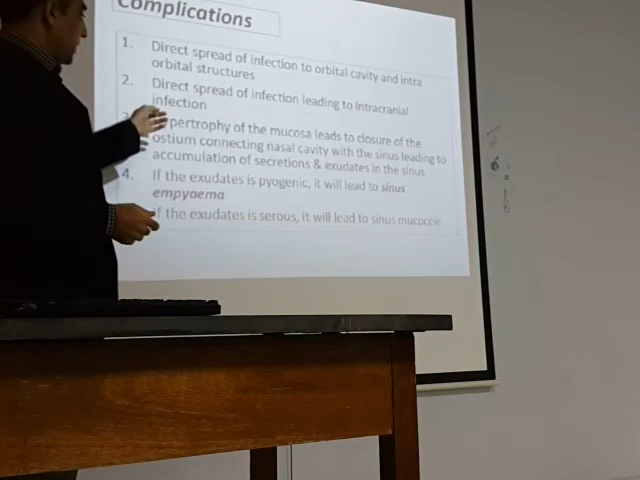 Complications
1. Direct spread of infection to orbital cavity and intra
orbital structures
2. Direct spread of infection leading to Intracranial
infection
pertrophy of the mucosa leads to closure of the
ostium connecting nasal cavity with the sinus leading to
accumulation of secretions & exudates in the sinus
4. If the exudates is pyogenic, it will lead to sinus
empyaema
If the exudates is serous, it will lead to sinus mucocele